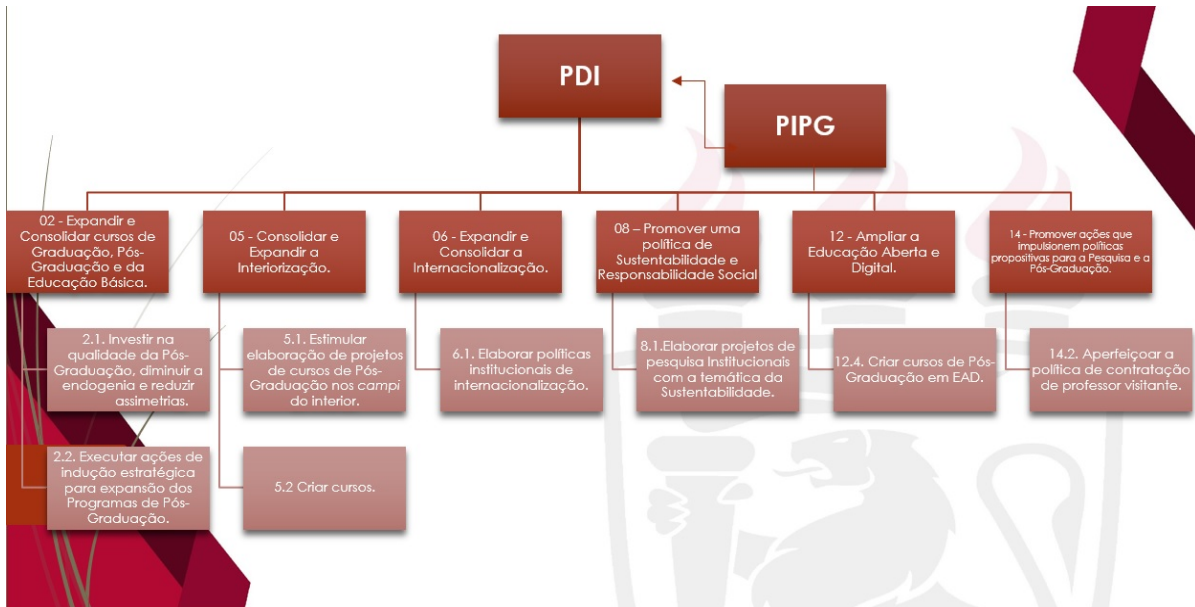 PDI
PIPG
02 - Expandir e
Consolidar cursos de
Graduação, Pós-
Graduação e da
Educação Básica.
05 - Consolidar e
Expandir a
Interiorização.
06 - Expandir e
Consolidar a
Internacionalização.
08 – Promover uma
política de
Sustentabilidade e
Responsabilidade Social
12 - Ampliar a
Educação Aberta e
Digital.
14 - Promover ações que
impulsionem políticas
propositivas para a Pesquisa e a
Pós-Graduação.
2.1. Investir na
qualidade da Pós-
Graduação, diminuir a
endogenia e reduzir
assimetrias.
5.1. Estimular
elaboração de projetos
de cursos de Pós-
Graduação nos campi
do interior.
6.1. Elaborar políticas
institucionais de
internacionalização.
8.1.Elaborar projetos de
pesquisa Institucionais
com a temática da
Sustentabilidade.
12.4. Criar cursos de Pós-
Graduação em EAD.
14.2. Aperfeiçoar a
política de contratação
de professor visitante.
2.2. Executar ações de
indução estratégica
para expansão dos
Programas de Pós-
Graduação.
5.2 Criar cursos.